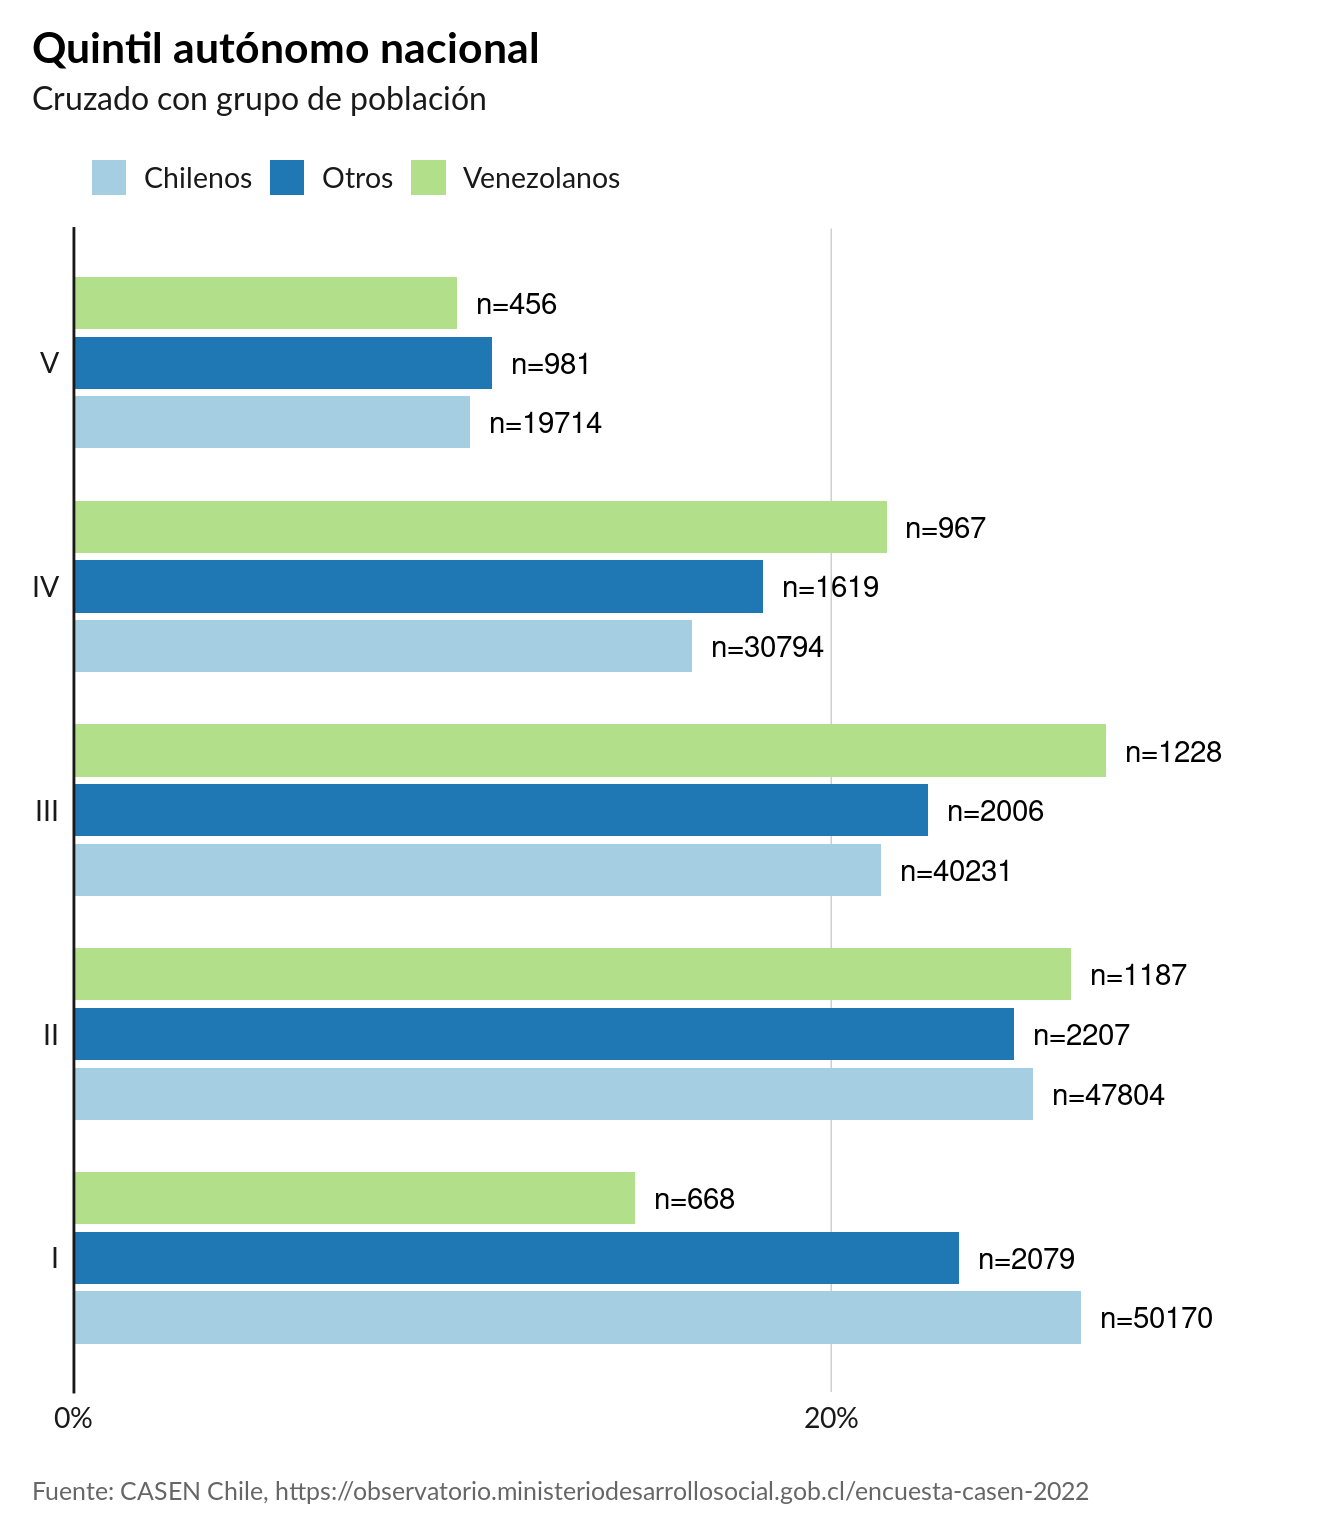 Quintil autónomo nacional
Cruzado con grupo de población
Chilenos Otros Venezolanos
n=456
V n=981
n=19714
n=967
IV n=1619
n=30794
n=1228
III n=2006
n=40231
n=1187
II n=2207
n=47804
n=668
I n=2079
n=50170
0% 20%
Fuente: CASEN Chile, https://observatorio.ministeriodesarrollosocial.gob.cl/encuesta-casen-2022